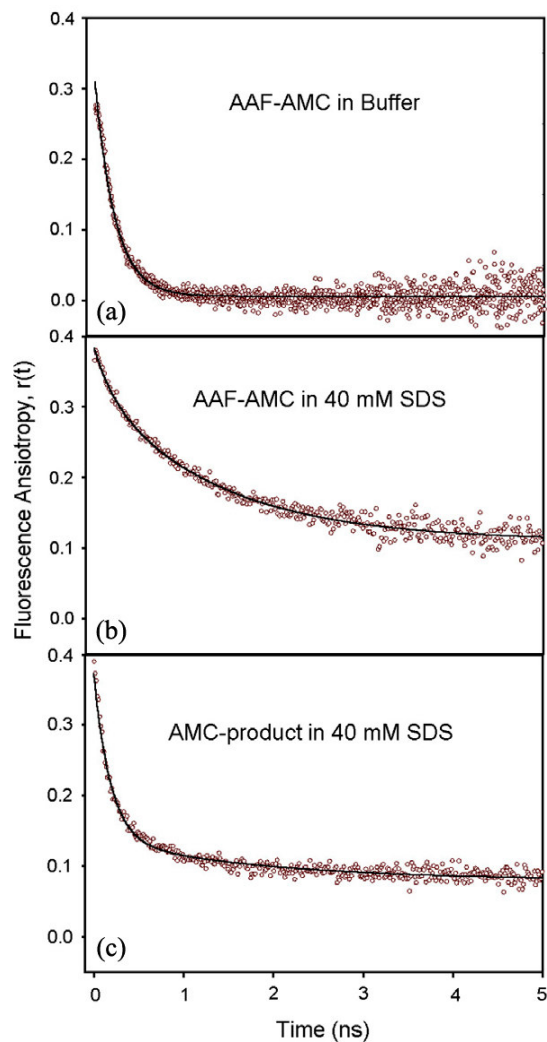 0.4
0.3
AAF-AMC in Buffer
0.2
0.1
0.0
(a)
0.4
0.3
AAF-AMC in 40 mM SDS
0.2
0.1
0.0
(b)
0.4
0.3
AMC-product in 40 mM SDS
0.2
0.1
0.0
(c)
Fluorescence Ansiotropy, r(t)
0 1 2 3 4 5
Time (ns)